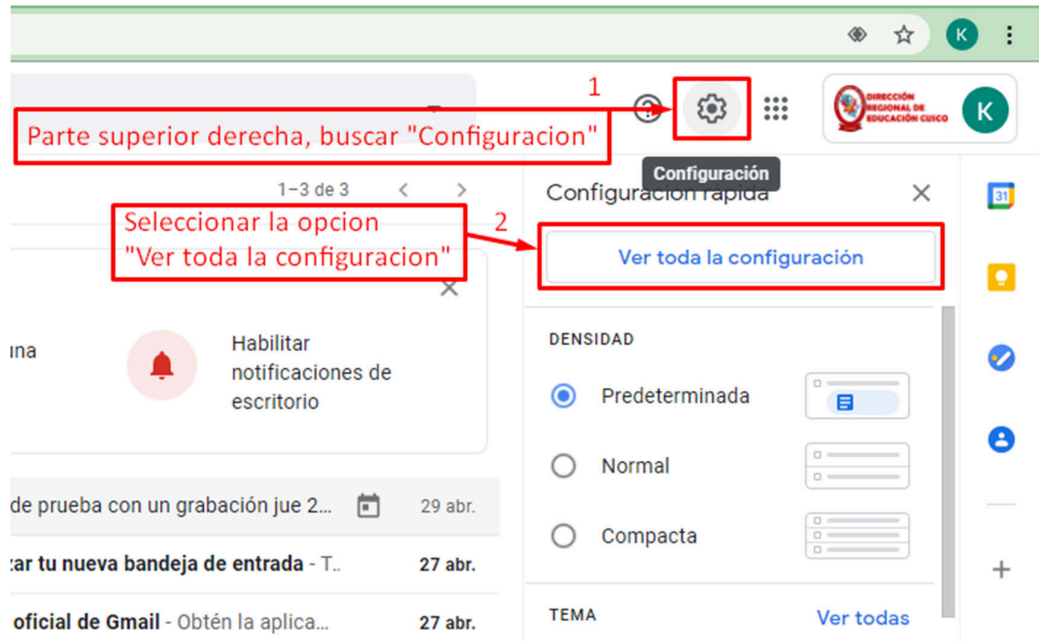 K
1
Parte superior derecha, buscar "Configuracion"
DIRECCIÓN
REGIONAL DE
EDUCACIÓN CUSCO
K
Configuración
1–3 de 3
Configuración rápida
31
Seleccionar la opcion
"Ver toda la configuracion"
2
Ver toda la configuración
una
Habilitar
notificaciones de
escritorio
DENSIDAD
Predeterminada
Normal
Compacta
de prueba con un grabación jue 2... 29 abr.
zar tu nueva bandeja de entrada - T.. 27 abr.
oficial de Gmail - Obtén la aplica... 27 abr.
TEMA
Ver todas